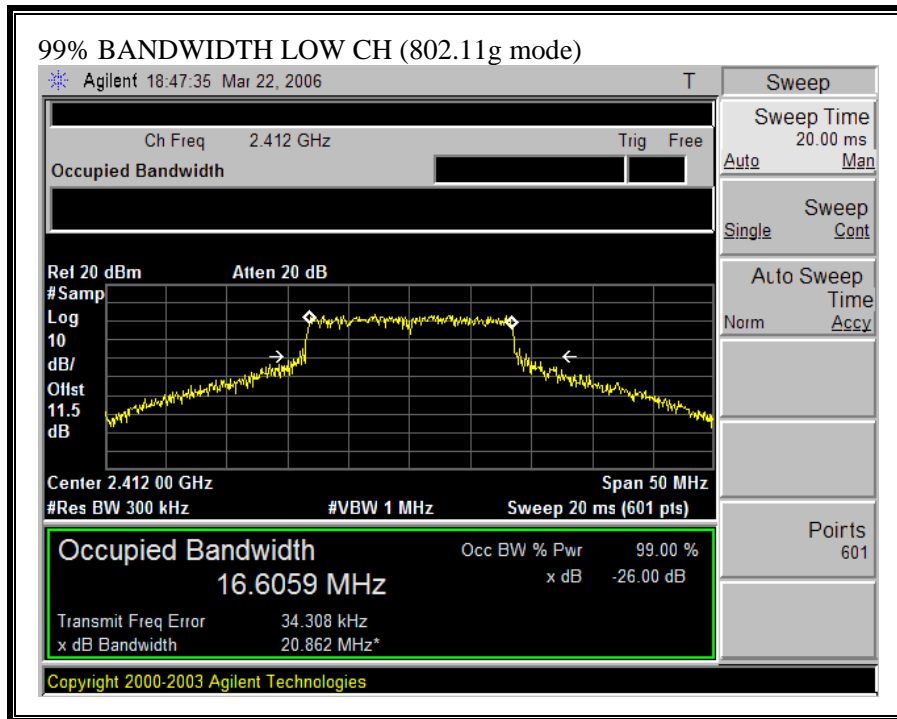 99% BANDWIDTH LOW CH (802.11g mode)
Agilent 18:47:35 Mar 22, 2006 T
Sweep
Ch Freq 2.412 GHz Trig Free
Occupied Bandwidth
Sweep Time
20.00 ms
Auto Man
Sweep
Single Cont
Auto Sweep
Time
Norm Accy
Ref 20 dBm Atten 20 dB
#Samp
Log
10
dB/
Offst
11.5
dB
Center 2.412 00 GHz Span 50 MHz
#Res BW 300 kHz #VBW 1 MHz Sweep 20 ms (601 pts)
Occupied Bandwidth
16.6059 MHz
Occ BW % Pwr 99.00 %
x dB -26.00 dB
Transmit Freq Error 34.308 kHz
x dB Bandwidth 20.862 MHz*
Points
601
Copyright 2000-2003 Agilent Technologies